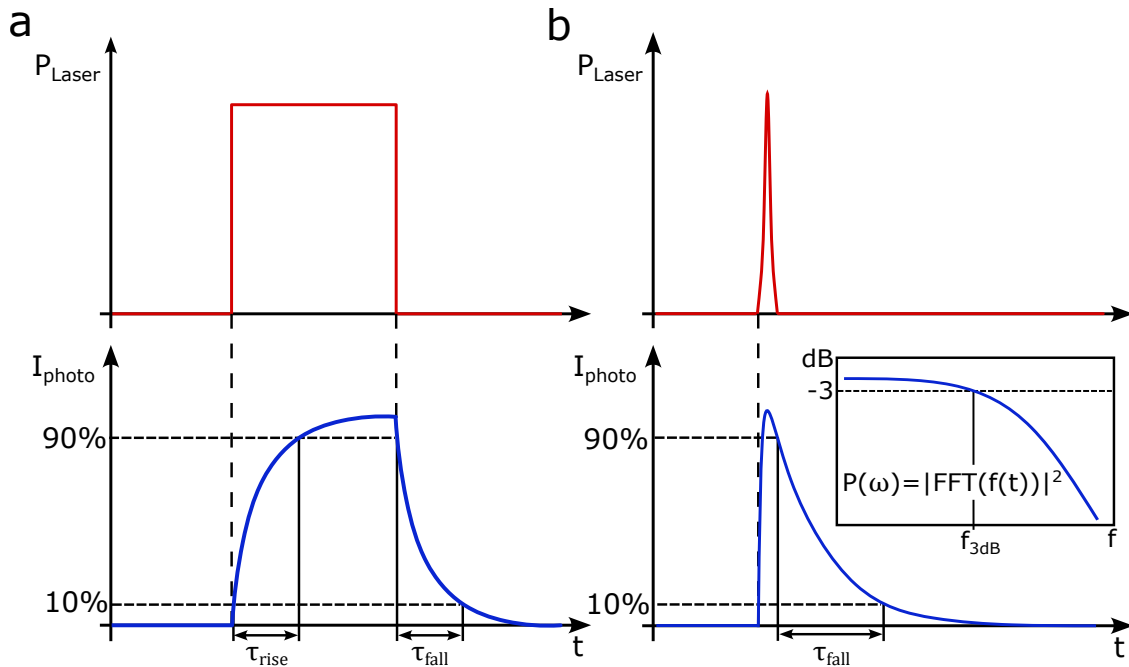 a
P_Laser
I_photo
90%
10%
τ_rise
τ_fall
t
b
P_Laser
I_photo
90%
10%
τ_fall
t
dB
-3
P(ω)=|FFT(f(t))|²
f_3dB
f